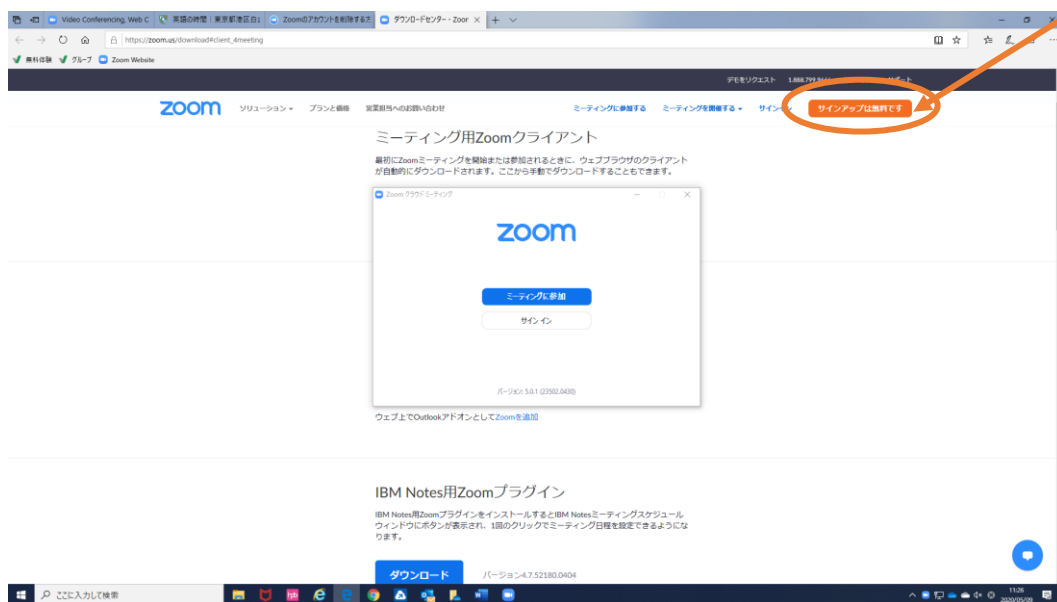 Video Conferencing, Web C
英語の時間 | 東京都港区白
Zoomのアカウントを削除する方
ダウンロードセンター - Zoor
https://zoom.us/download#client_4meeting
無料体験
グループ
Zoom Website
デモをリクエスト
1.888.799
zoom
ソリューション
プランと価格
営業担当へのお問い合わせ
ミーティングに参加する
ミーティングを開催する
サインイン
サインアップは無料です
ミーティング用Zoomクライアント
最初にZoomミーティングを開始または参加されるときに、ウェブブラウザのクライアント
が自動的にダウンロードされます。ここから手動でダウンロードすることもできます。
Zoom クラウド ミーティング
zoom
ミーティングに参加
サイン イン
バージョン: 5.0.1 (23502.0430)
ウェブ上でOutlookアドオンとしてZoomを追加
IBM Notes用Zoomプラグイン
IBM Notes用ZoomプラグインをインストールするとIBM Notesミーティングスケジュール
ウィンドウにボタンが表示され、1回のクリックでミーティング日程を設定できるようにな
ります。
ダウンロード
バージョン4.7.52180.0404
ここに入力して検索
11:26
2020/05/09